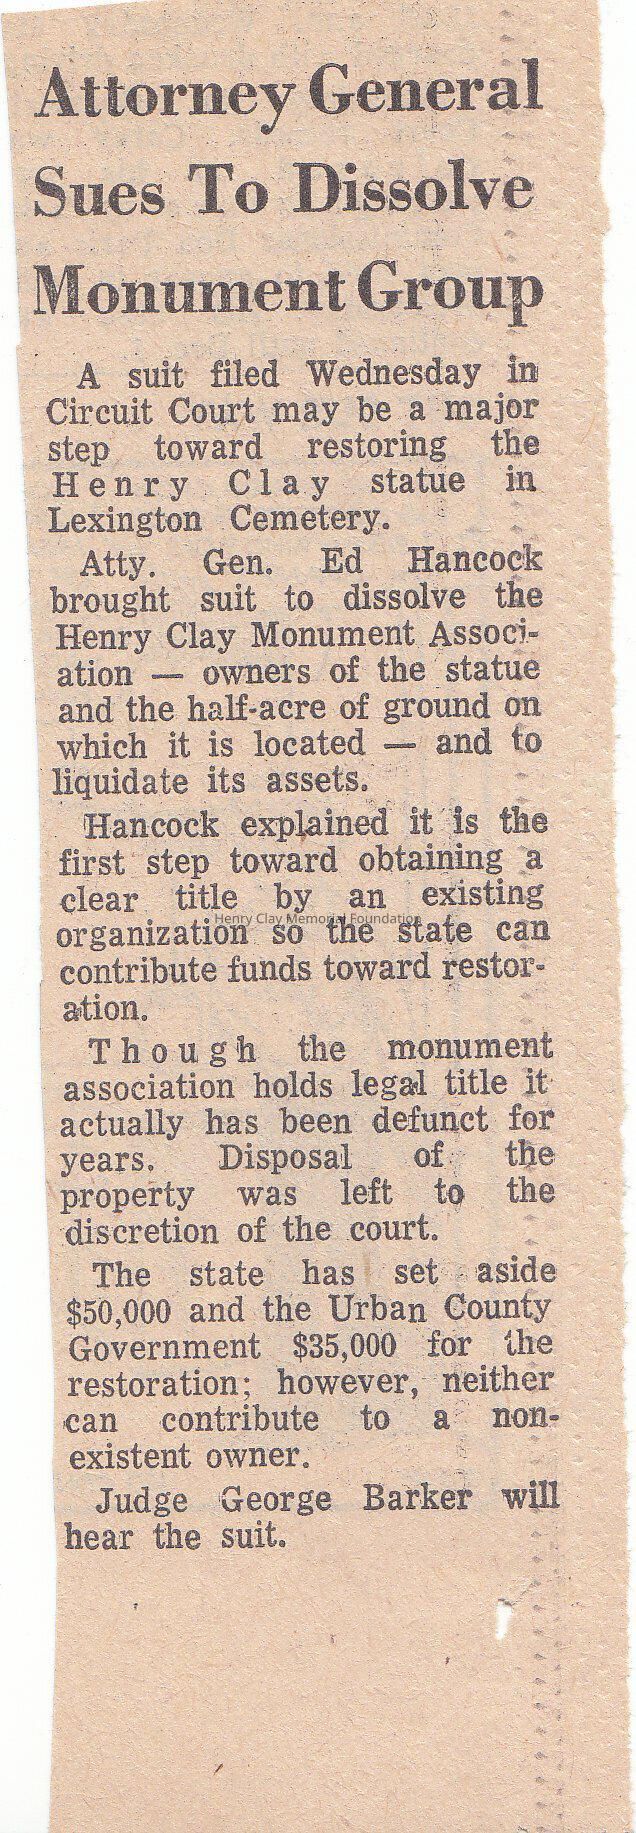 Attorney General
Sues To Dissolve
Monument Group
A suit filed Wednesday in
Circuit Court may be a major
step toward restoring the
Henry Clay statue in
Lexington Cemetery.
Atty. Gen. Ed Hancock
brought suit to dissolve the
Henry Clay Monument Associ-
ation — owners of the statue
and the half-acre of ground on
which it is located — and to
liquidate its assets.
Hancock explained it is the
first step toward obtaining a
clear title by an existing
Henry Clay Memorial Foundation
organization so the state can
contribute funds toward restor-
ation.
Though the monument
association holds legal title it
actually has been defunct for
years. Disposal of the
property was left to the
discretion of the court.
The state has set aside
$50,000 and the Urban County
Government $35,000 for the
restoration; however, neither
can contribute to a non-
existent owner.
Judge George Barker will
hear the suit.